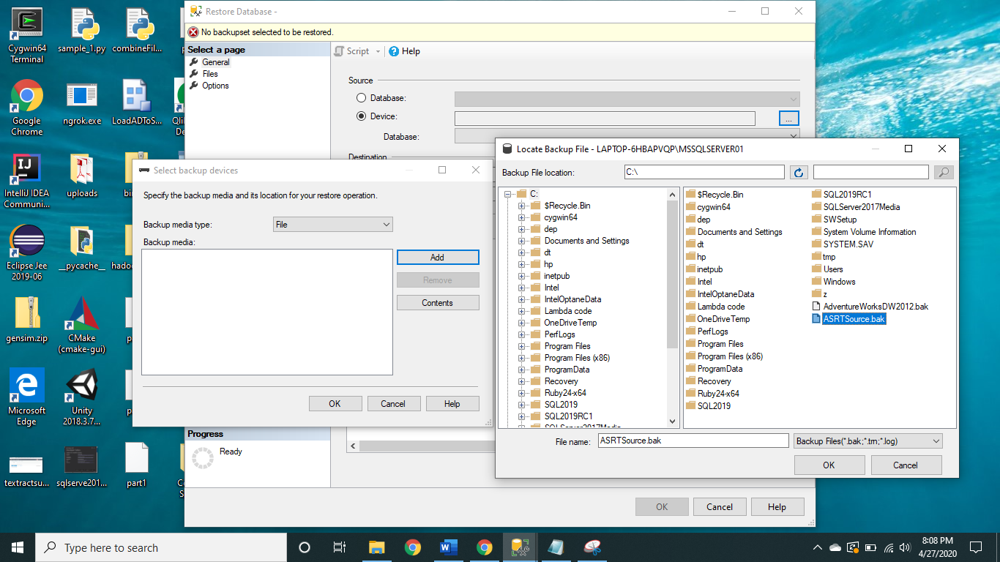 Restore Database -
No backupset selected to be restored.
Select a page
General
Files
Options
Script
Help
Source
Database:
Device:
...
Database:
Destination
Progress
Ready
OK
Cancel
Help
Select backup devices
Specify the backup media and its location for your restore operation.
Backup media type:
File
Backup media:
Add
Remove
Contents
OK
Cancel
Help
Locate Backup File - LAPTOP-6HBAPVQP\MSSQLSERVER01
Backup File location:
C:\
C:
$Recycle.Bin
cygwin64
dep
Documents and Settings
dt
hp
inetpub
Intel
IntelOptaneData
Lambda code
OneDriveTemp
PerfLogs
Program Files
Program Files (x86)
ProgramData
Recovery
Ruby24-x64
SQL2019
SQL2019RC1
SQLServer2017Media
$Recycle.Bin
cygwin64
dep
Documents and Settings
dt
hp
inetpub
Intel
IntelOptaneData
Lambda code
OneDriveTemp
PerfLogs
Program Files
Program Files (x86)
ProgramData
Recovery
Ruby24-x64
SQL2019
SQL2019RC1
SQLServer2017Media
SWSetup
System Volume Information
SYSTEM.SAV
tmp
Users
Windows
z
AdventureWorksDW2012.bak
ASRTSource.bak
File name:
ASRTSource.bak
Backup Files(*.bak;*.trn;*.log)
OK
Cancel
Cygwin64
Terminal
sample_1.py
combineFil...
Google
Chrome
ngrok.exe
LoadADToS...
IntelliJ IDEA
Communi...
uploads
Eclipse Jee
2019-06
__pycache__
gensim.zip
CMake
(cmake-gui)
Microsoft
Edge
Unity
2018.3.7...
textractsu...
sqlserve201...
part1
Type here to search
8:08 PM
4/27/2020